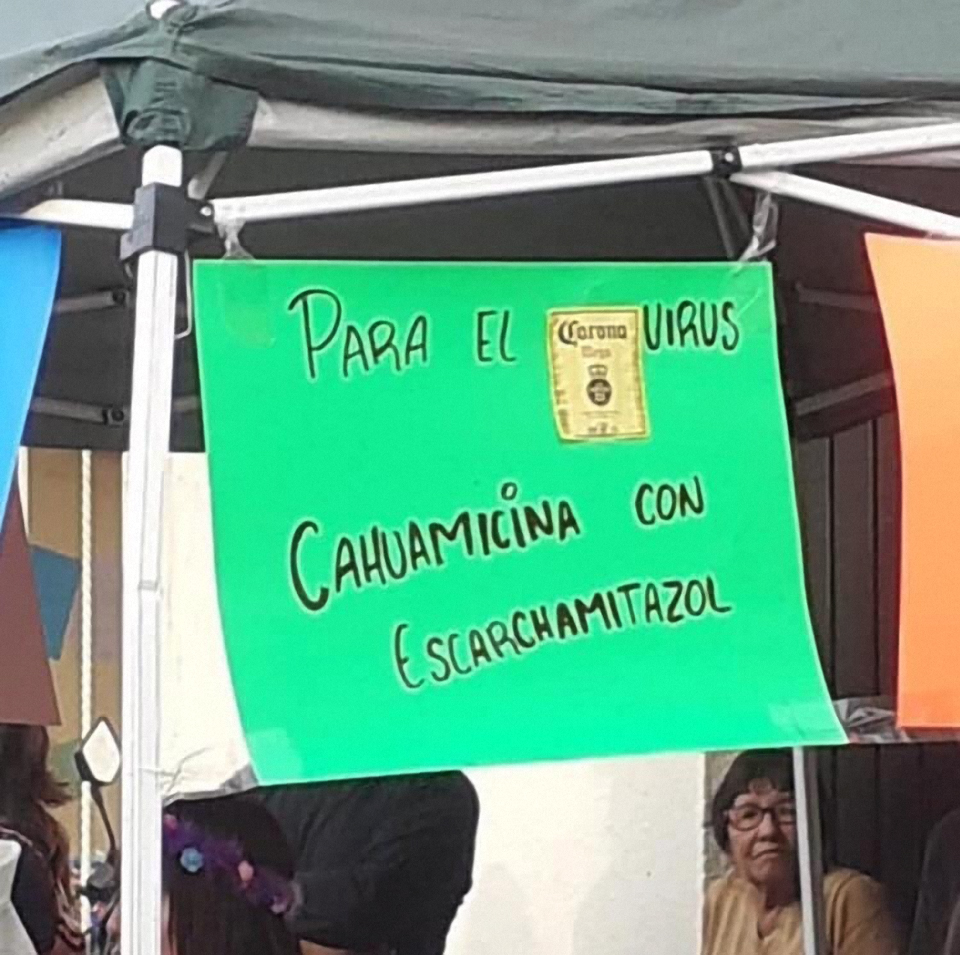 PARA EL Corona VIRUS
CAHUAMICINA CON
ESCARCHAMITAZOL